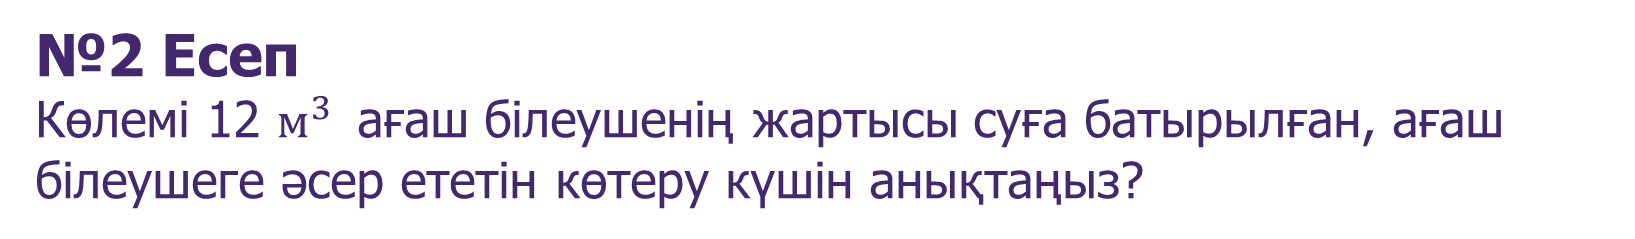 №2 Есеп
Көлемі 12 м³ ағаш білеушенің жартысы суға батырылған, ағаш
білеушеге әсер ететін көтеру күшін анықтаңыз?